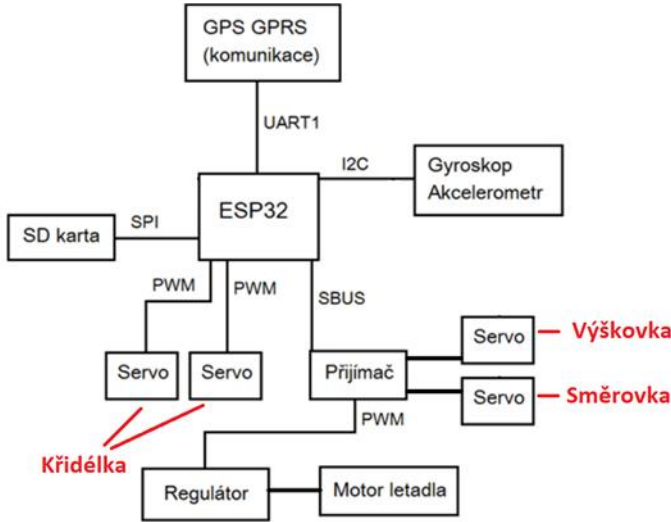 GPS GPRS
(komunikace)
UART1
I2C
Gyroskop
Akcelerometr
ESP32
SD karta
SPI
PWM
PWM
SBUS
Servo
Servo
Přijímač
Servo
Výškovka
Servo
Směrovka
PWM
Křidélka
Regulátor
Motor letadla